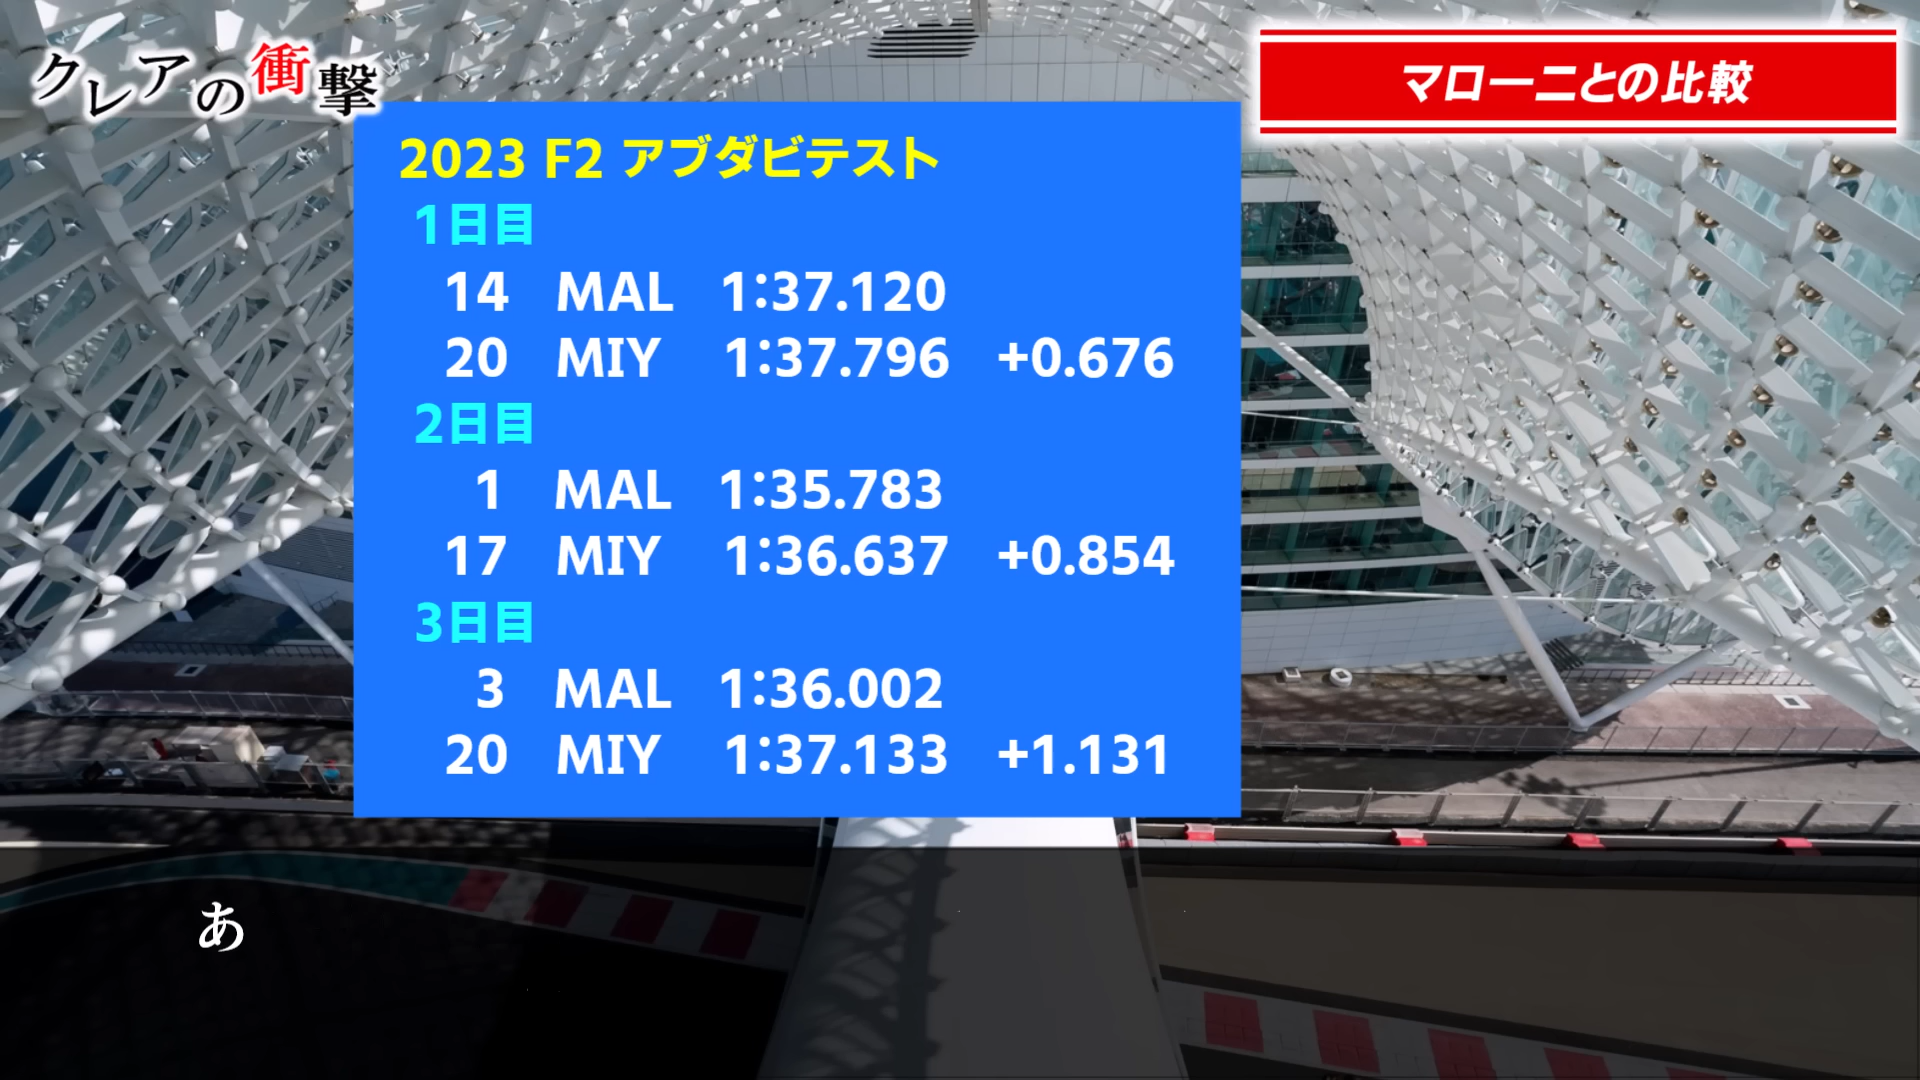 クレアの衝撃
マローニとの比較
2023 F2 アブダビテスト
1日目
14 MAL 1:37.120
20 MIY 1:37.796 +0.676
2日目
1 MAL 1:35.783
17 MIY 1:36.637 +0.854
3日目
3 MAL 1:36.002
20 MIY 1:37.133 +1.131
あ